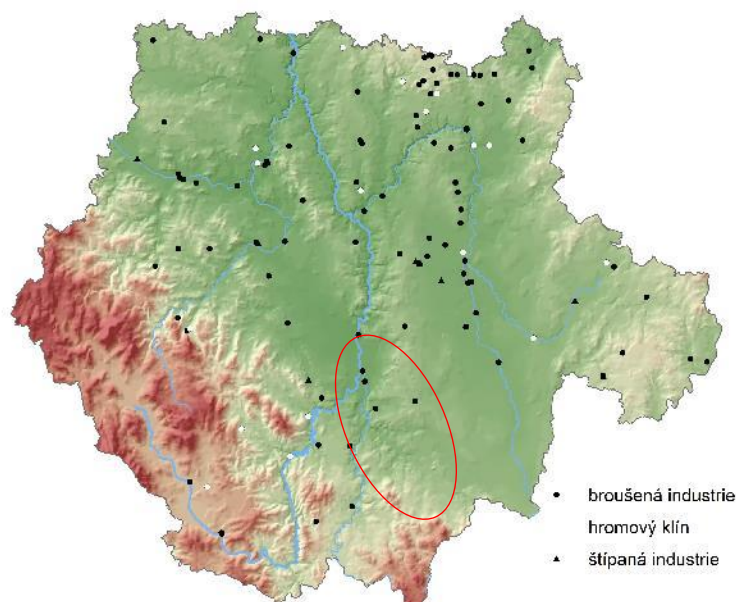 broušená industrie
hromový klín
štípaná industrie